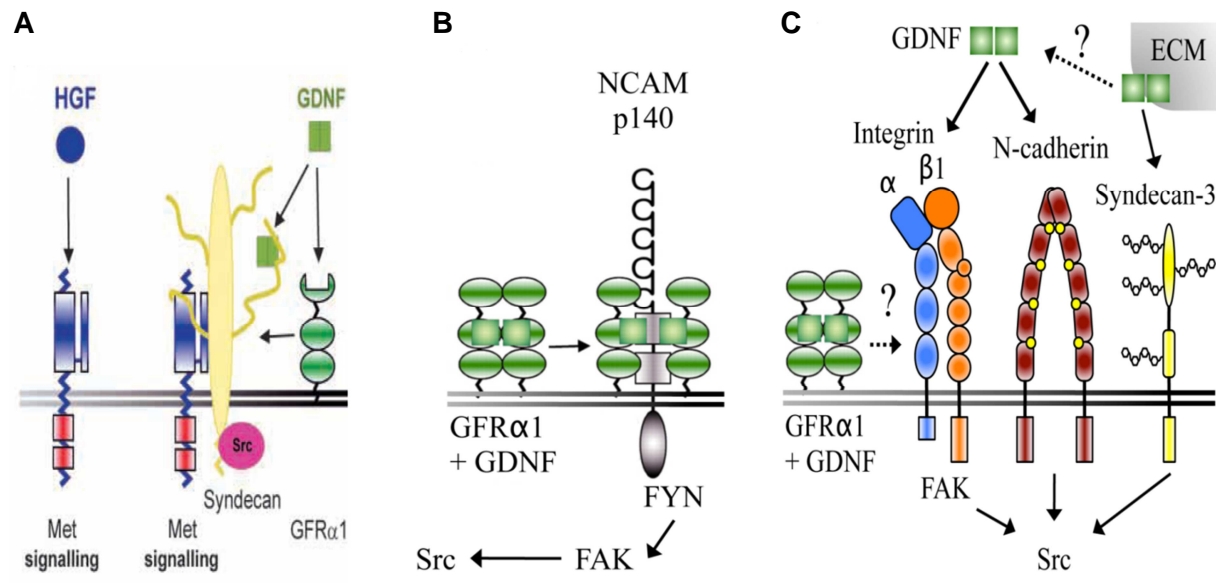 A
HGF
GDNF
Src
Syndecan
Met
signalling
Met
signalling
GFRα1
B
NCAM
p140
GFRα1
+ GDNF
FYN
Src
FAK
C
GDNF
?
ECM
Integrin
N-cadherin
α
β1
Syndecan-3
?
GFRα1
+ GDNF
FAK
Src